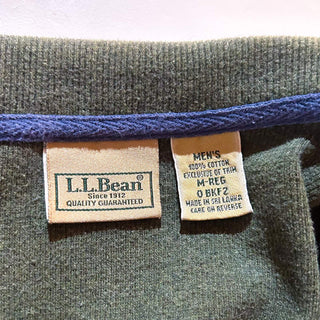 L.L.Bean
Since 1912
QUALITY GUARANTEED
MEN'S
100% COTTON
EXCLUSIVE OF TRIM
M-REG
0 BKF2
MADE IN SRI LANKA
CARE ON REVERSE